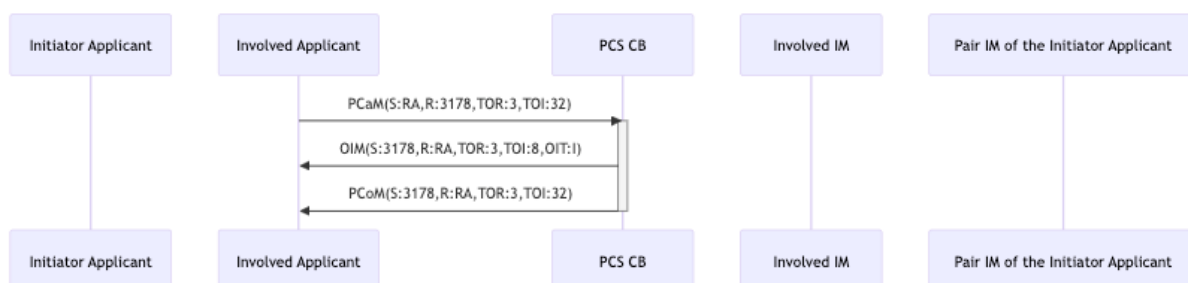 Initiator Applicant
Involved Applicant
PCS CB
Involved IM
Pair IM of the Initiator Applicant
PCaM(S:RA,R:3178,TOR:3,TOI:32)
OIM(S:3178,R:RA,TOR:3,TOI:8,OIT:I)
PCoM(S:3178,R:RA,TOR:3,TOI:32)
Initiator Applicant
Involved Applicant
PCS CB
Involved IM
Pair IM of the Initiator Applicant